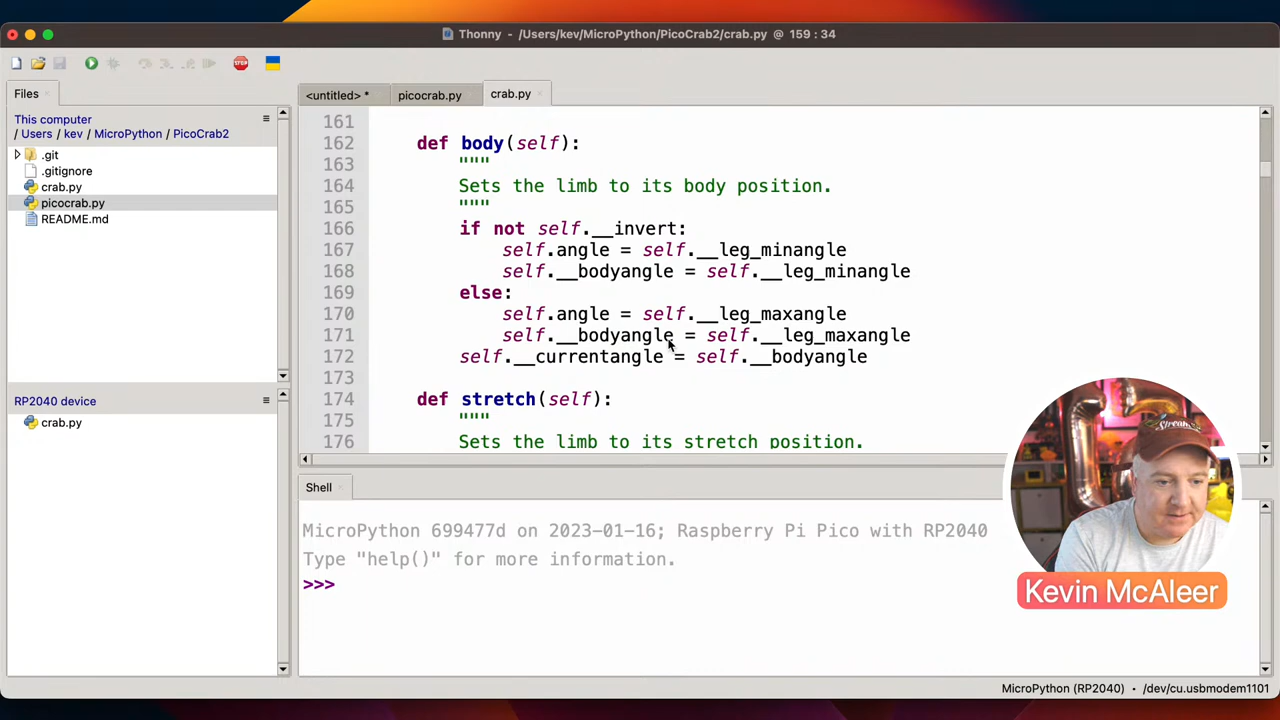 Thonny - /Users/kev/MicroPython/PicoCrab2/crab.py @ 159 : 34
STOP
Files
<untitled> *
picocrab.py
crab.py
This computer
/ Users / kev / MicroPython / PicoCrab2
.git
.gitignore
crab.py
picocrab.py
README.md
RP2040 device
crab.py
161
162 def body(self):
163 """
164 Sets the limb to its body position.
165 """
166 if not self.__invert:
167 self.angle = self.__leg_minangle
168 self.__bodyangle = self.__leg_minangle
169 else:
170 self.angle = self.__leg_maxangle
171 self.__bodyangle = self.__leg_maxangle
172 self.__currentangle = self.__bodyangle
173
174 def stretch(self):
175 """
176 Sets the limb to its stretch position.
Shell
MicroPython 699477d on 2023-01-16; Raspberry Pi Pico with RP2040
Type "help()" for more information.
>>>
Kevin McAleer
MicroPython (RP2040) • /dev/cu.usbmodem1101